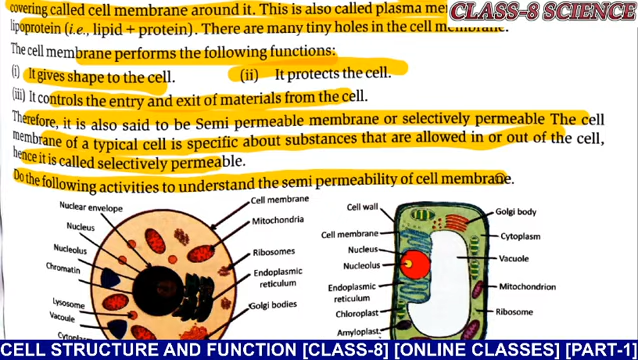 covering called cell membrane around it. This is also called plasma
CLASS-8 SCIENCE
lipoprotein (i.e., lipid + protein). There are many tiny holes in the cell membrane.
The cell membrane performs the following functions:
(i) It gives shape to the cell. (ii) It protects the cell.
(iii) It controls the entry and exit of materials from the cell.
Therefore, it is also said to be Semi permeable membrane or selectively permeable The cell
membrane of a typical cell is specific about substances that are allowed in or out of the cell,
hence it is called selectively permeable.
Do the following activities to understand the semi permeability of cell membrane.
Nuclear envelope
Nucleus
Nucleolus
Chromatin
Lysosome
Vacoule
Cell membrane
Mitochondria
Ribosomes
Endoplasmic
reticulum
Golgi bodies
Cell wall
Cell membrane
Nucleus
Nucleolus
Endoplasmic
reticulum
Chloroplast
Amyloplast
Golgi body
Cytoplasm
Vacuole
Mitochondrion
Ribosome
CELL STRUCTURE AND FUNCTION [CLASS-8] [ONLINE CLASSES] [PART-1]